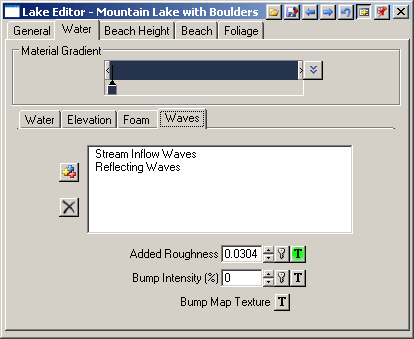 Lake Editor - Mountain Lake with Boulders
General Water Beach Height Beach Foliage
Material Gradient
Water Elevation Foam Waves
Stream Inflow Waves
Reflecting Waves
Added Roughness 0.0304 T
Bump Intensity (%) 0 T
Bump Map Texture T